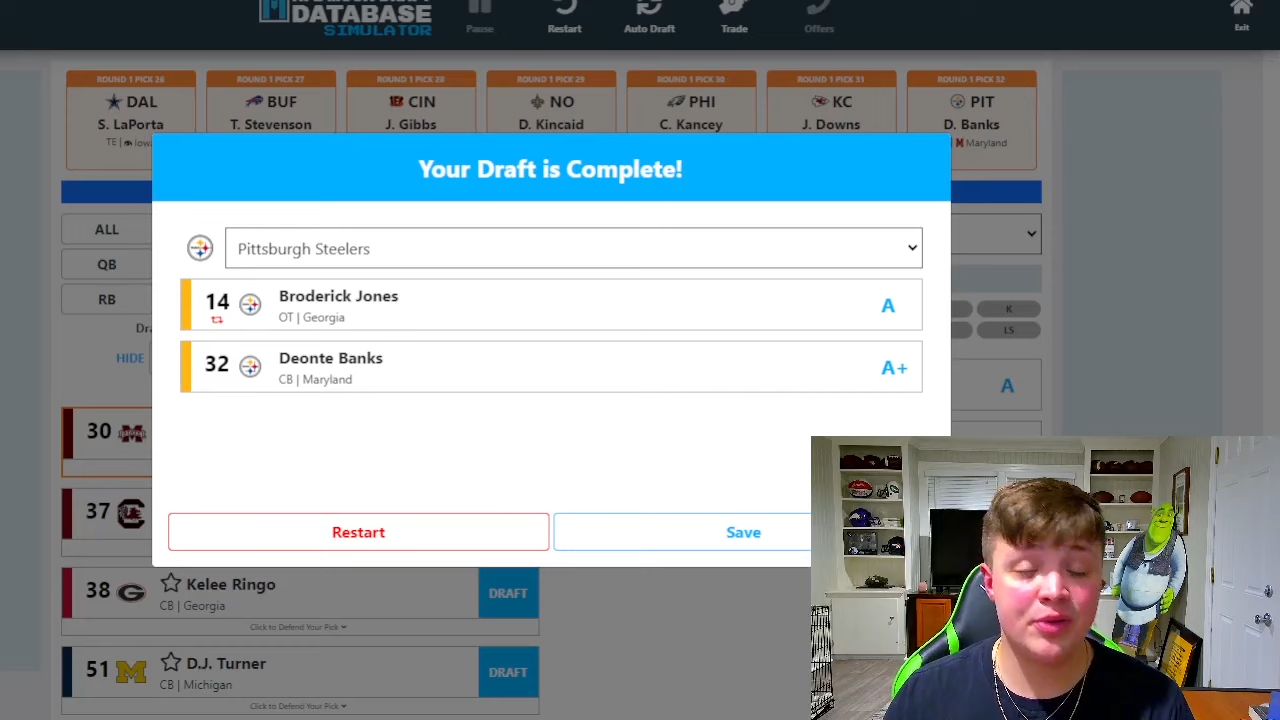 DATABASE
SIMULATOR
Pause
Restart
Auto Draft
Trade
Offers
Exit
ROUND 1 PICK 26
DAL
S. LaPorta
TE | Iowa
ROUND 1 PICK 27
BUF
T. Stevenson
ROUND 1 PICK 28
CIN
J. Gibbs
ROUND 1 PICK 29
NO
D. Kincaid
ROUND 1 PICK 30
PHI
C. Kancey
ROUND 1 PICK 31
KC
J. Downs
ROUND 1 PICK 32
PIT
D. Banks
Maryland
Your Draft is Complete!
Pittsburgh Steelers
14
Broderick Jones
OT | Georgia
A
32
Deonte Banks
CB | Maryland
A+
Restart
Save
ALL
QB
RB
HIDE
K
LS
A
30
37
38
Kelee Ringo
CB | Georgia
DRAFT
Click to Defend Your Pick
51
D.J. Turner
CB | Michigan
DRAFT
Click to Defend Your Pick